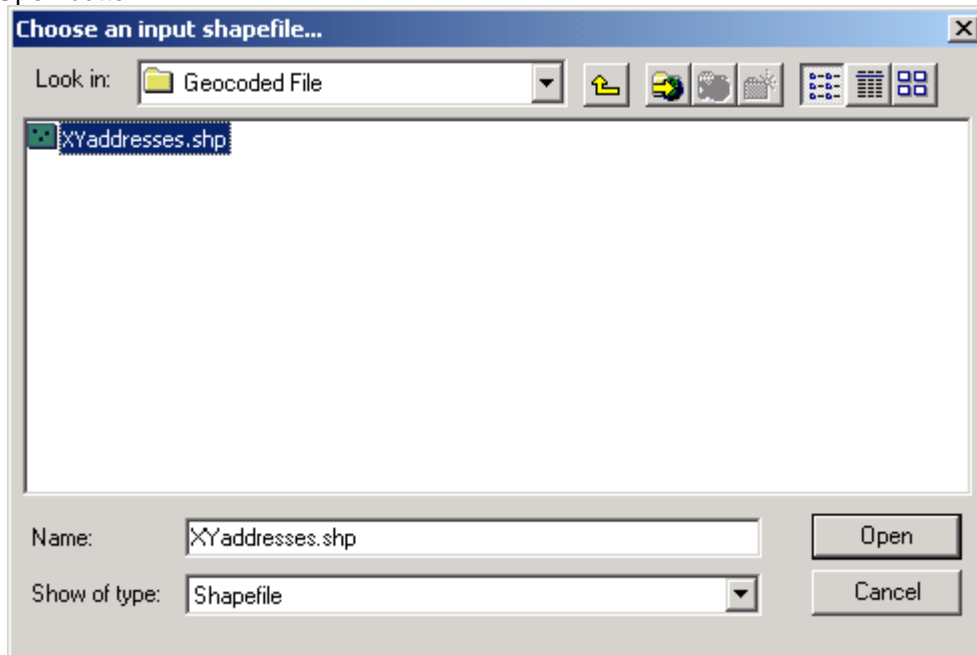 Choose an input shapefile...
Look in: Geocoded File
XYaddresses.shp
Name: XYaddresses.shp Open
Show of type: Shapefile Cancel